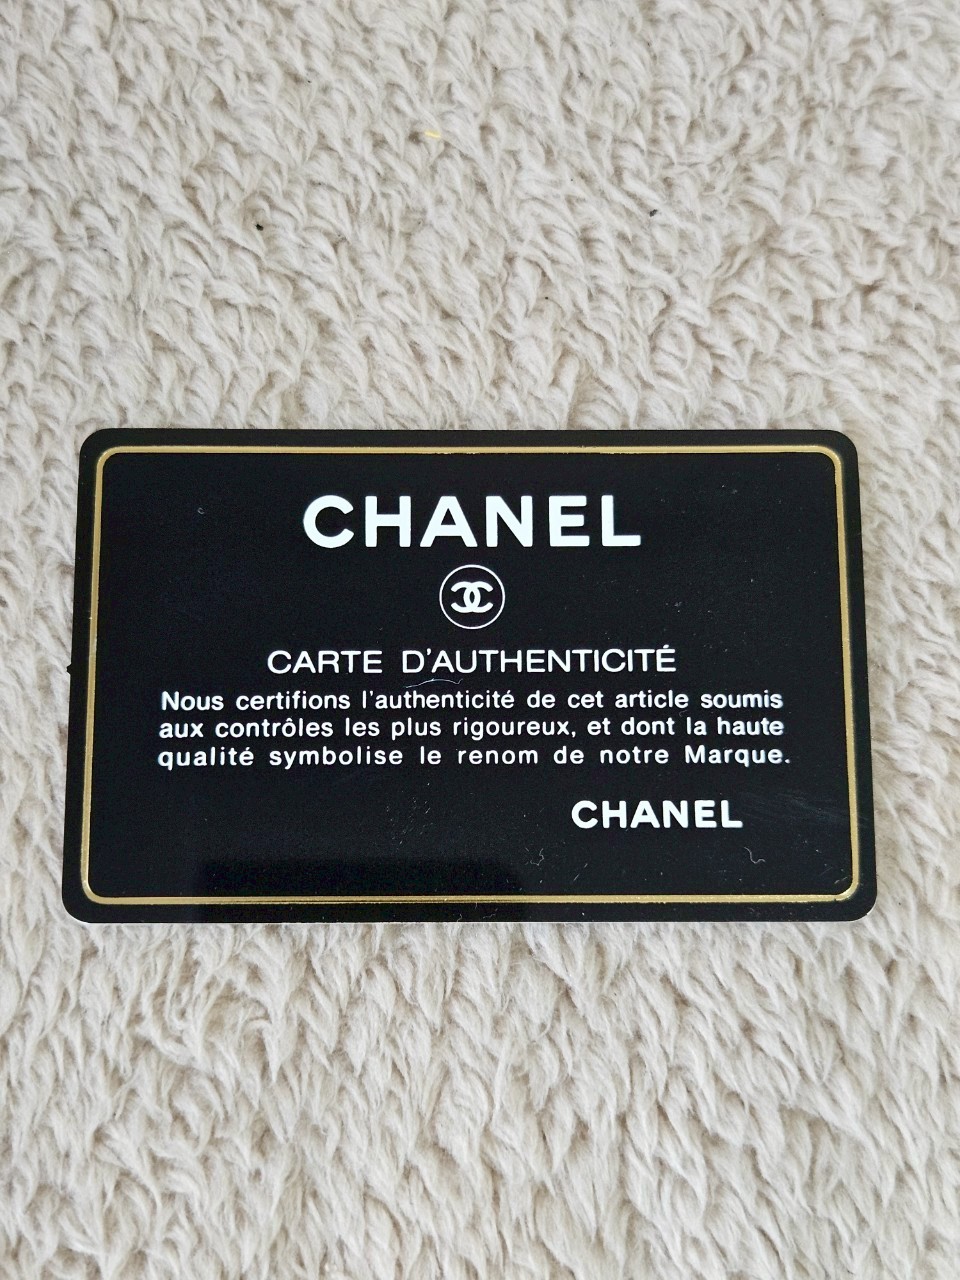 CHANEL
CARTE D'AUTHENTICITÉ
Nous certifions l'authenticité de cet article soumis
aux contrôles les plus rigoureux, et dont la haute
qualité symbolise le renom de notre Marque.
CHANEL